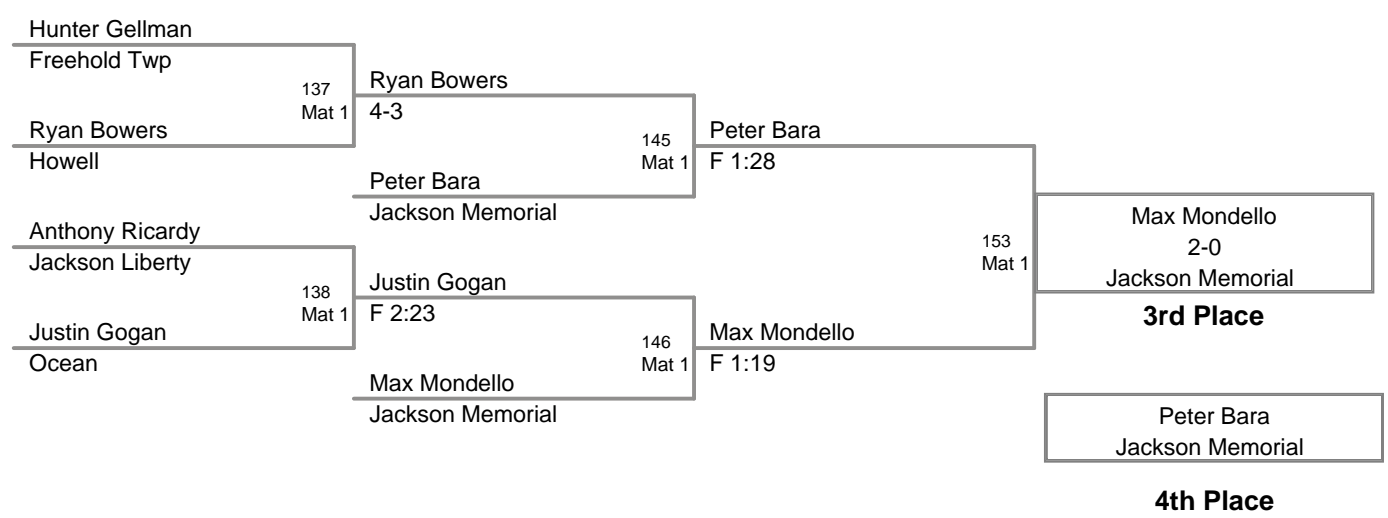 Hunter Gellman
Freehold Twp
137
Mat 1
Ryan Bowers
4-3
Ryan Bowers
Howell
145
Mat 1
Peter Bara
F 1:28
Peter Bara
Jackson Memorial
Anthony Ricardy
Jackson Liberty
138
Mat 1
Justin Gogan
F 2:23
Justin Gogan
Ocean
146
Mat 1
Max Mondello
F 1:19
Max Mondello
Jackson Memorial
153
Mat 1
Max Mondello
2-0
Jackson Memorial
3rd Place
Peter Bara
Jackson Memorial
4th Place